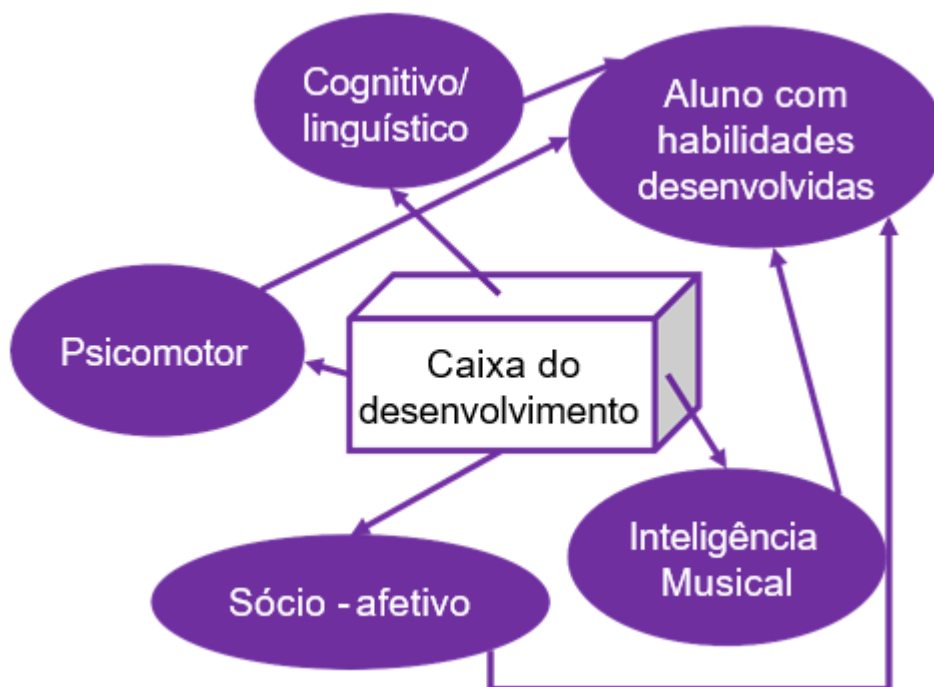 Cognitivo/
linguístico
Aluno com
habilidades
desenvolvidas
Psicomotor
Caixa do
desenvolvimento
Inteligência
Musical
Sócio - afetivo